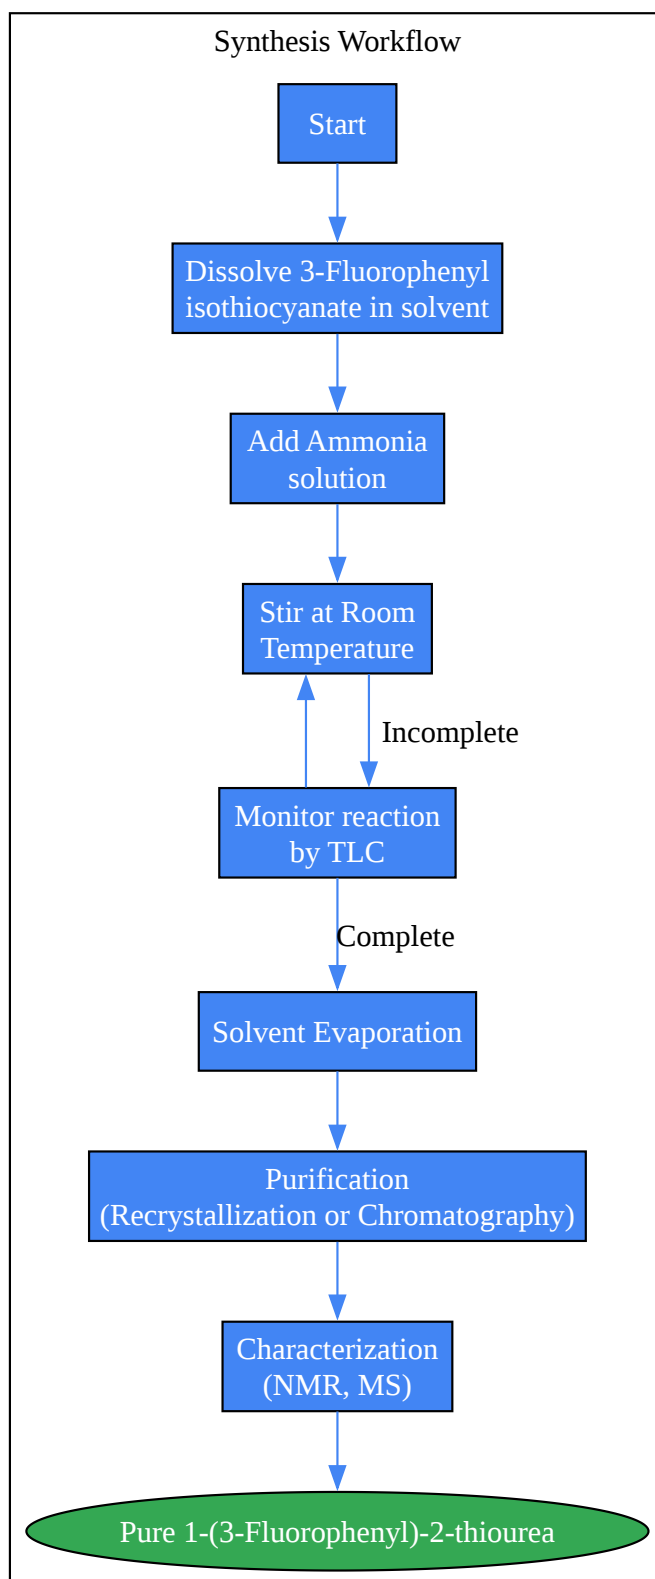 Synthesis Workflow
Start
Dissolve 3-Fluorophenyl
isothiocyanate in solvent
Add Ammonia
solution
Stir at Room
Temperature
Incomplete
Monitor reaction
by TLC
Complete
Solvent Evaporation
Purification
(Recrystallization or Chromatography)
Characterization
(NMR, MS)
Pure 1-(3-Fluorophenyl)-2-thiourea